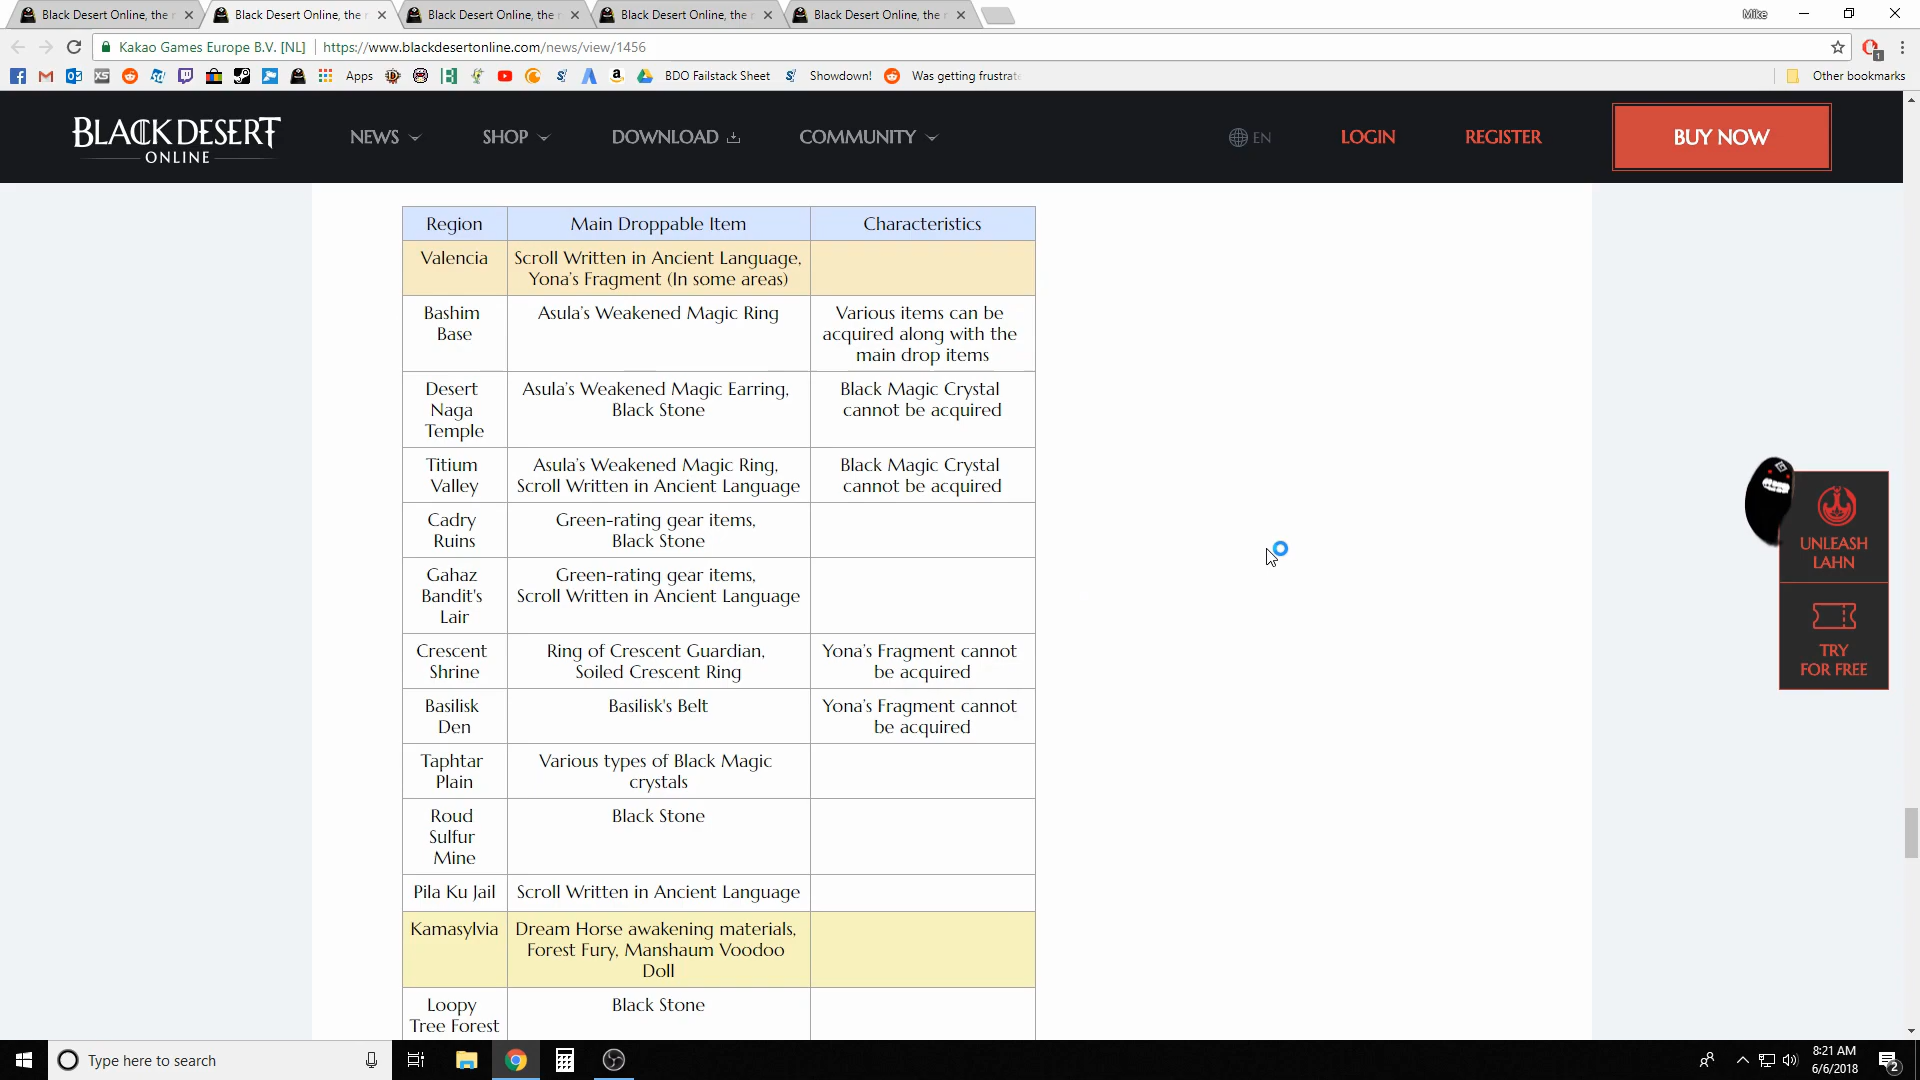 Black Desert Online, the r
Black Desert Online, the r
Black Desert Online, the r
Black Desert Online, the r
Black Desert Online, the r
Mike
Kakao Games Europe B.V. [NL]
https://www.blackdesertonline.com/news/view/1456
Apps
BDO Failstack Sheet
Showdown!
Was getting frustrat
Other bookmarks
BLACK DESERT
ONLINE
NEWS
SHOP
DOWNLOAD
COMMUNITY
EN
LOGIN
REGISTER
BUY NOW
Region
Main Droppable Item
Characteristics
Valencia
Scroll Written in Ancient Language,
Yona's Fragment (In some areas)
Bashim
Base
Asula's Weakened Magic Ring
Various items can be
acquired along with the
main drop items
Desert
Naga
Temple
Asula's Weakened Magic Earring,
Black Stone
Black Magic Crystal
cannot be acquired
Titium
Valley
Asula's Weakened Magic Ring,
Scroll Written in Ancient Language
Black Magic Crystal
cannot be acquired
Cadry
Ruins
Green-rating gear items,
Black Stone
Gahaz
Bandit's
Lair
Green-rating gear items,
Scroll Written in Ancient Language
Crescent
Shrine
Ring of Crescent Guardian,
Soiled Crescent Ring
Yona's Fragment cannot
be acquired
Basilisk
Den
Basilisk's Belt
Yona's Fragment cannot
be acquired
Taphtar
Plain
Various types of Black Magic
crystals
Roud
Sulfur
Mine
Black Stone
Pila Ku Jail
Scroll Written in Ancient Language
Kamasylvia
Dream Horse awakening materials,
Forest Fury, Manshaum Voodoo
Doll
Loopy
Tree Forest
Black Stone
UNLEASH
LAHN
TRY
FOR FREE
Type here to search
8:21 AM
6/6/2018
2